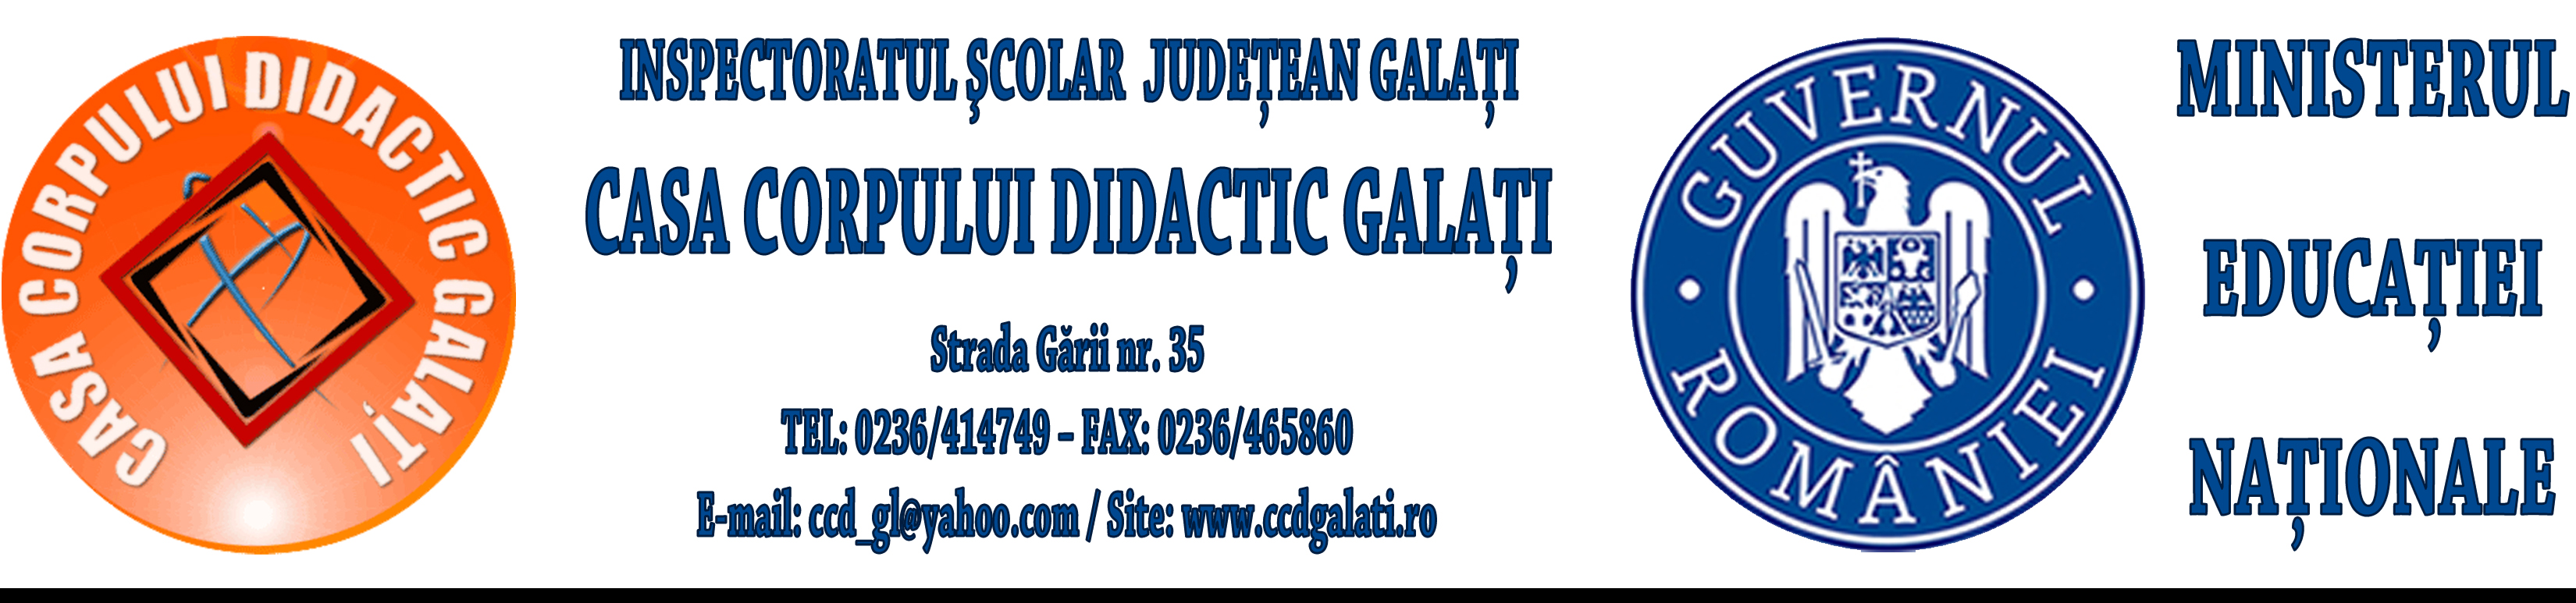 CASA CORPULUI DIDACTIC GALAȚI
INSPECTORATUL ŞCOLAR JUDEȚEAN GALAȚI
CASA CORPULUI DIDACTIC GALAȚI
Strada Gării nr. 35
TEL: 0236/414749 – FAX: 0236/465860
E-mail: ccd_gl@yahoo.com / Site: www.ccdgalati.ro
GUVERNUL
ROMÂNIEI
MINISTERUL
EDUCAȚIEI
NAȚIONALE